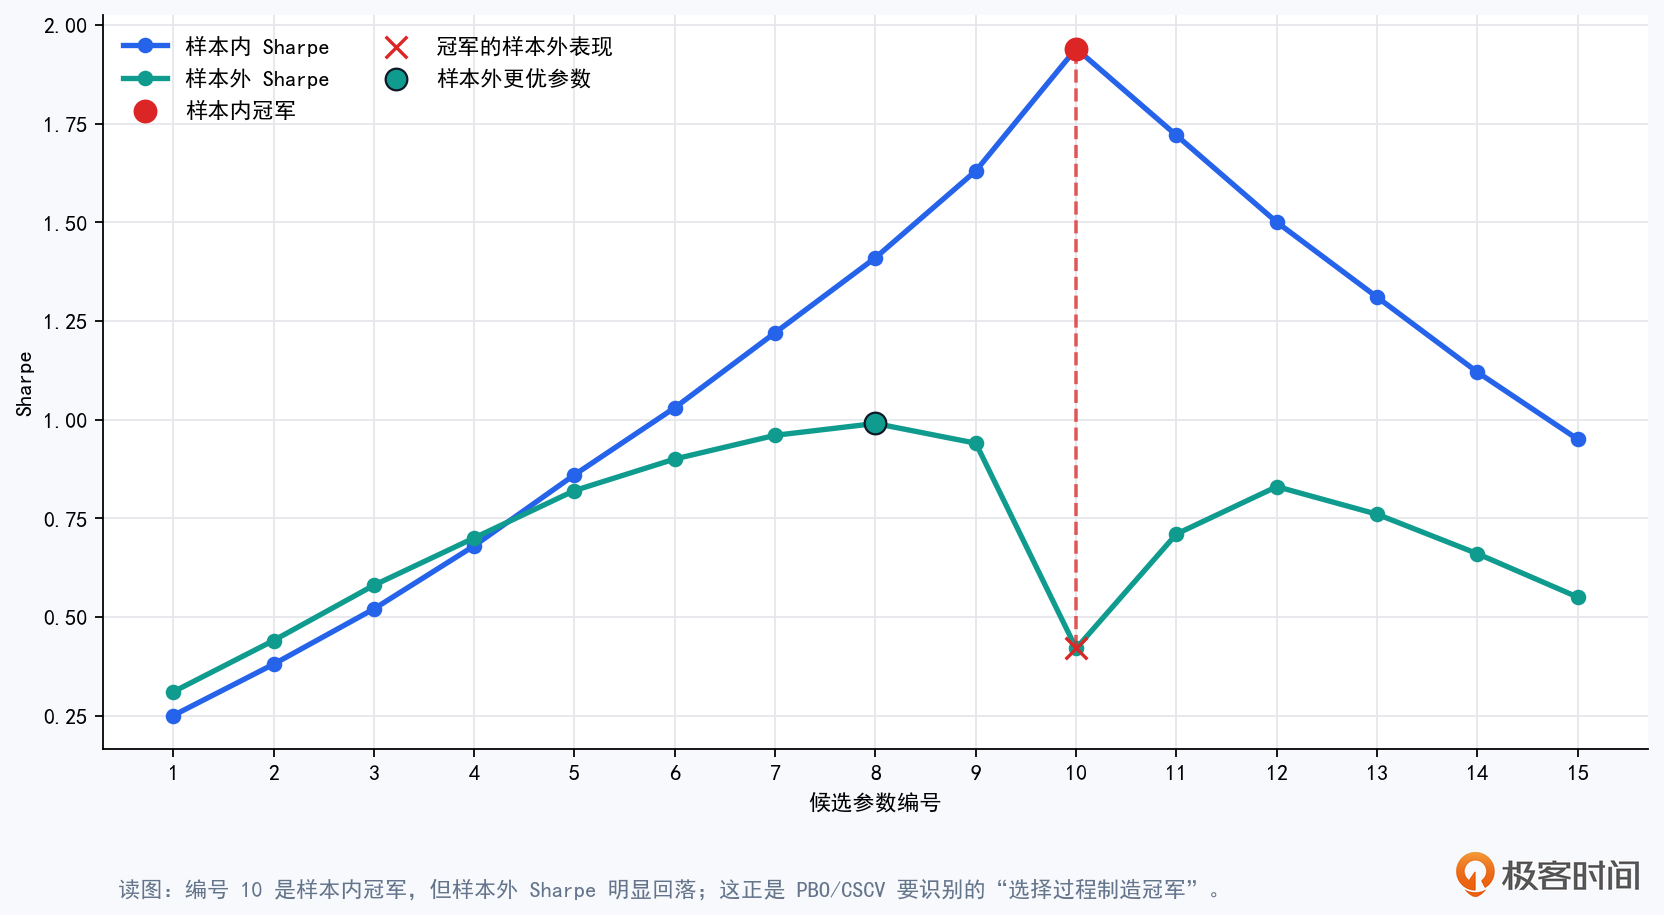 样本内 Sharpe
样本外 Sharpe
样本内冠军
冠军的样本外表现
样本外更优参数
2.00
1.75
1.50
1.25
1.00
0.75
0.50
0.25
Sharpe
1 2 3 4 5 6 7 8 9 10 11 12 13 14 15
候选参数编号
读图：编号 10 是样本内冠军，但样本外 Sharpe 明显回落；这正是 PBO/CSCV 要识别的“选择过程制造冠军”。
极客时间